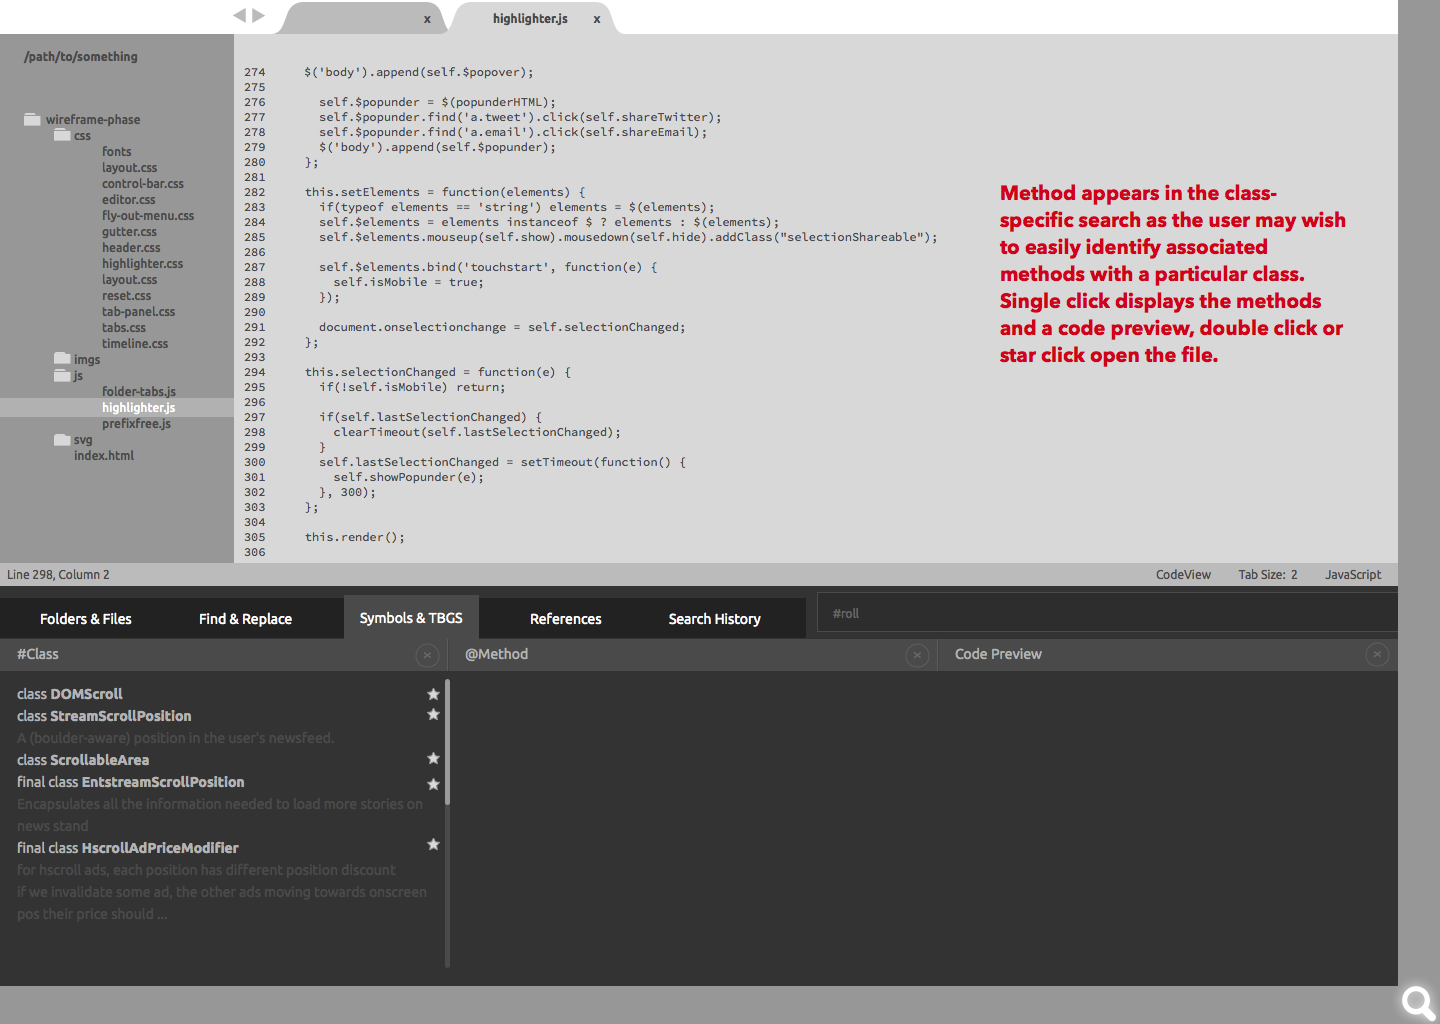 x
highlighter.js x
/path/to/something
wireframe-phase
css
fonts
layout.css
control-bar.css
editor.css
fly-out-menu.css
gutter.css
header.css
highlighter.css
layout.css
reset.css
tab-panel.css
tabs.css
timeline.css
imgs
js
folder-tabs.js
highlighter.js
prefixfree.js
svg
index.html
274 $('body').append(self.$popover);
275
276 self.$popunder = $(popunderHTML);
277 self.$popunder.find('a.tweet').click(self.shareTwitter);
278 self.$popunder.find('a.email').click(self.shareEmail);
279 $('body').append(self.$popunder);
280 };
281
282 this.setElements = function(elements) {
283 if(typeof elements == 'string') elements = $(elements);
284 self.$elements = elements instanceof $ ? elements : $(elements);
285 self.$elements.mouseup(self.show).mousedown(self.hide).addClass("selectionShareable");
286
287 self.$elements.bind('touchstart', function(e) {
288 self.isMobile = true;
289 });
290
291 document.onselectionchange = self.selectionChanged;
292 };
293
294 this.selectionChanged = function(e) {
295 if(!self.isMobile) return;
296
297 if(self.lastSelectionChanged) {
298 clearTimeout(self.lastSelectionChanged);
299 }
300 self.lastSelectionChanged = setTimeout(function() {
301 self.showPopunder(e);
302 }, 300);
303 };
304
305 this.render();
306
Method appears in the class-
specific search as the user may wish
to easily identify associated
methods with a particular class.
Single click displays the methods
and a code preview, double click or
star click open the file.
Line 298, Column 2 CodeView Tab Size: 2 JavaScript
Folders & Files Find & Replace Symbols & TBGS References Search History #roll
#Class @Method Code Preview
class DOMScroll
class StreamScrollPosition
A (boulder-aware) position in the user's newsfeed.
class ScrollableArea
final class EntstreamScrollPosition
Encapsulates all the information needed to load more stories on
news stand
final class HscrollAdPriceModifier
for hscroll ads, each position has different position discount
if we invalidate some ad, the other ads moving towards onscreen
pos their price should ...